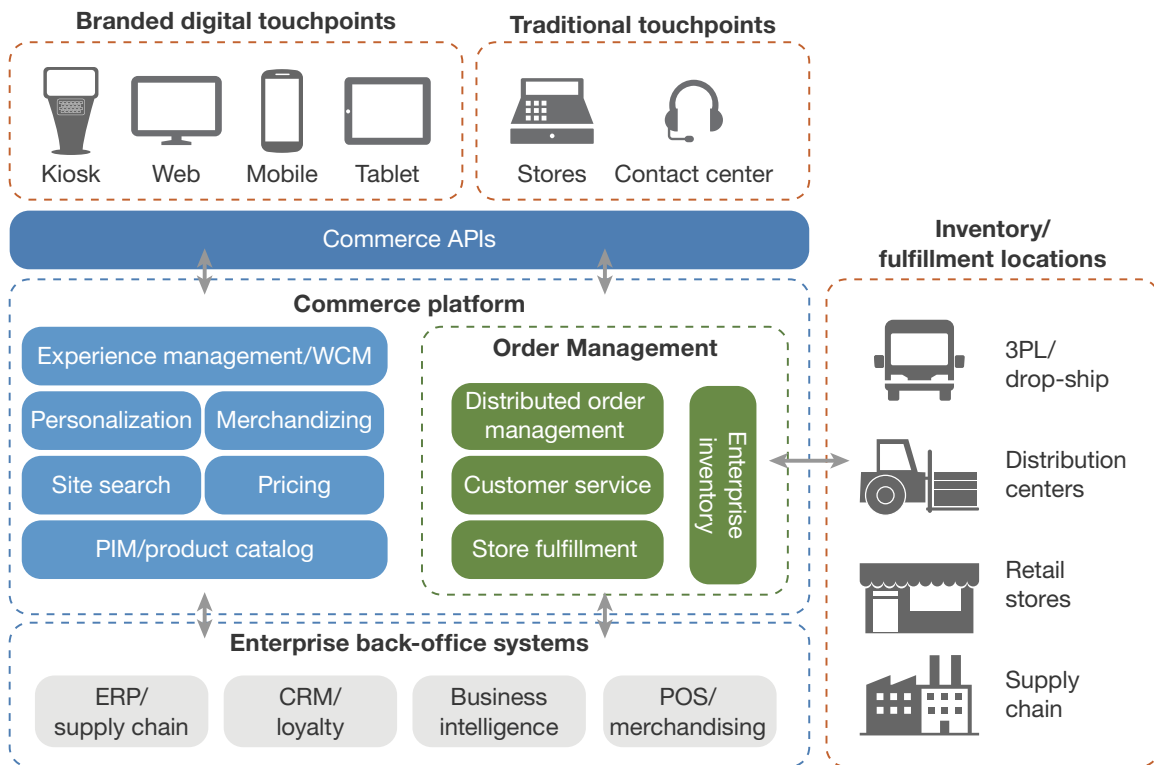 Branded digital touchpoints
Traditional touchpoints
Kiosk
Web
Mobile
Tablet
Stores
Contact center
Commerce APIs
Commerce platform
Experience management/WCM
Personalization
Merchandizing
Site search
Pricing
PIM/product catalog
Order Management
Distributed order
management
Customer service
Store fulfillment
Enterprise
inventory
Inventory/
fulfillment locations
3PL/
drop-ship
Distribution
centers
Retail
stores
Supply
chain
Enterprise back-office systems
ERP/
supply chain
CRM/
loyalty
Business
intelligence
POS/
merchandising